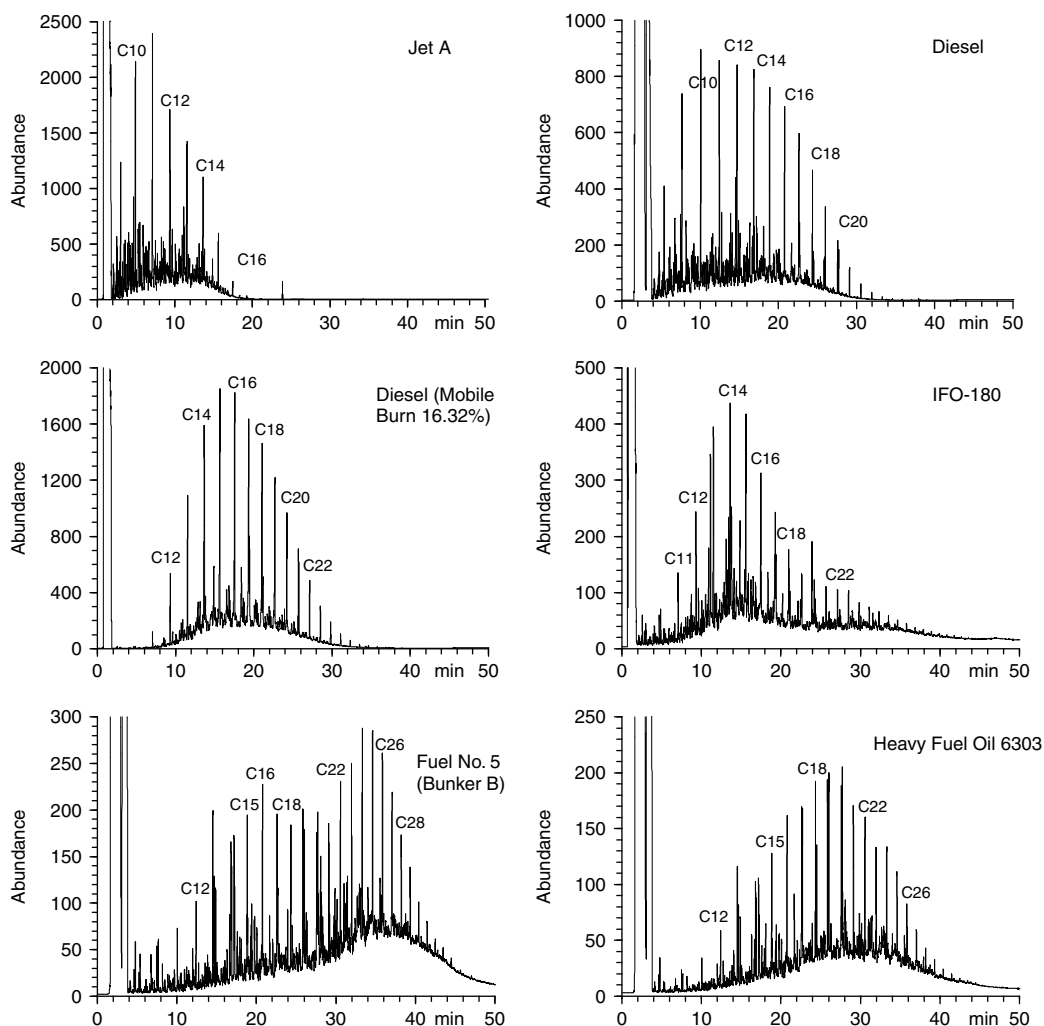 Jet A
Abundance
2500
2000
1500
1000
500
0
C10
C12
C14
C16
0 10 20 30 40 min 50
Diesel
Abundance
1000
800
600
400
200
0
C10
C12
C14
C16
C18
C20
0 10 20 30 40 min 50
Diesel (Mobile
Burn 16.32%)
Abundance
2000
1600
1200
800
400
0
C12
C14
C16
C18
C20
C22
0 10 20 30 40 min 50
IFO-180
Abundance
500
400
300
200
100
0
C11
C12
C14
C16
C18
C22
0 10 20 30 40 min 50
Fuel No. 5
(Bunker B)
Abundance
300
250
200
150
100
50
0
C12
C15
C16
C18
C22
C26
C28
0 10 20 30 40 min 50
Heavy Fuel Oil 6303
Abundance
250
200
150
100
50
0
C12
C15
C18
C22
C26
0 10 20 30 40 min 50